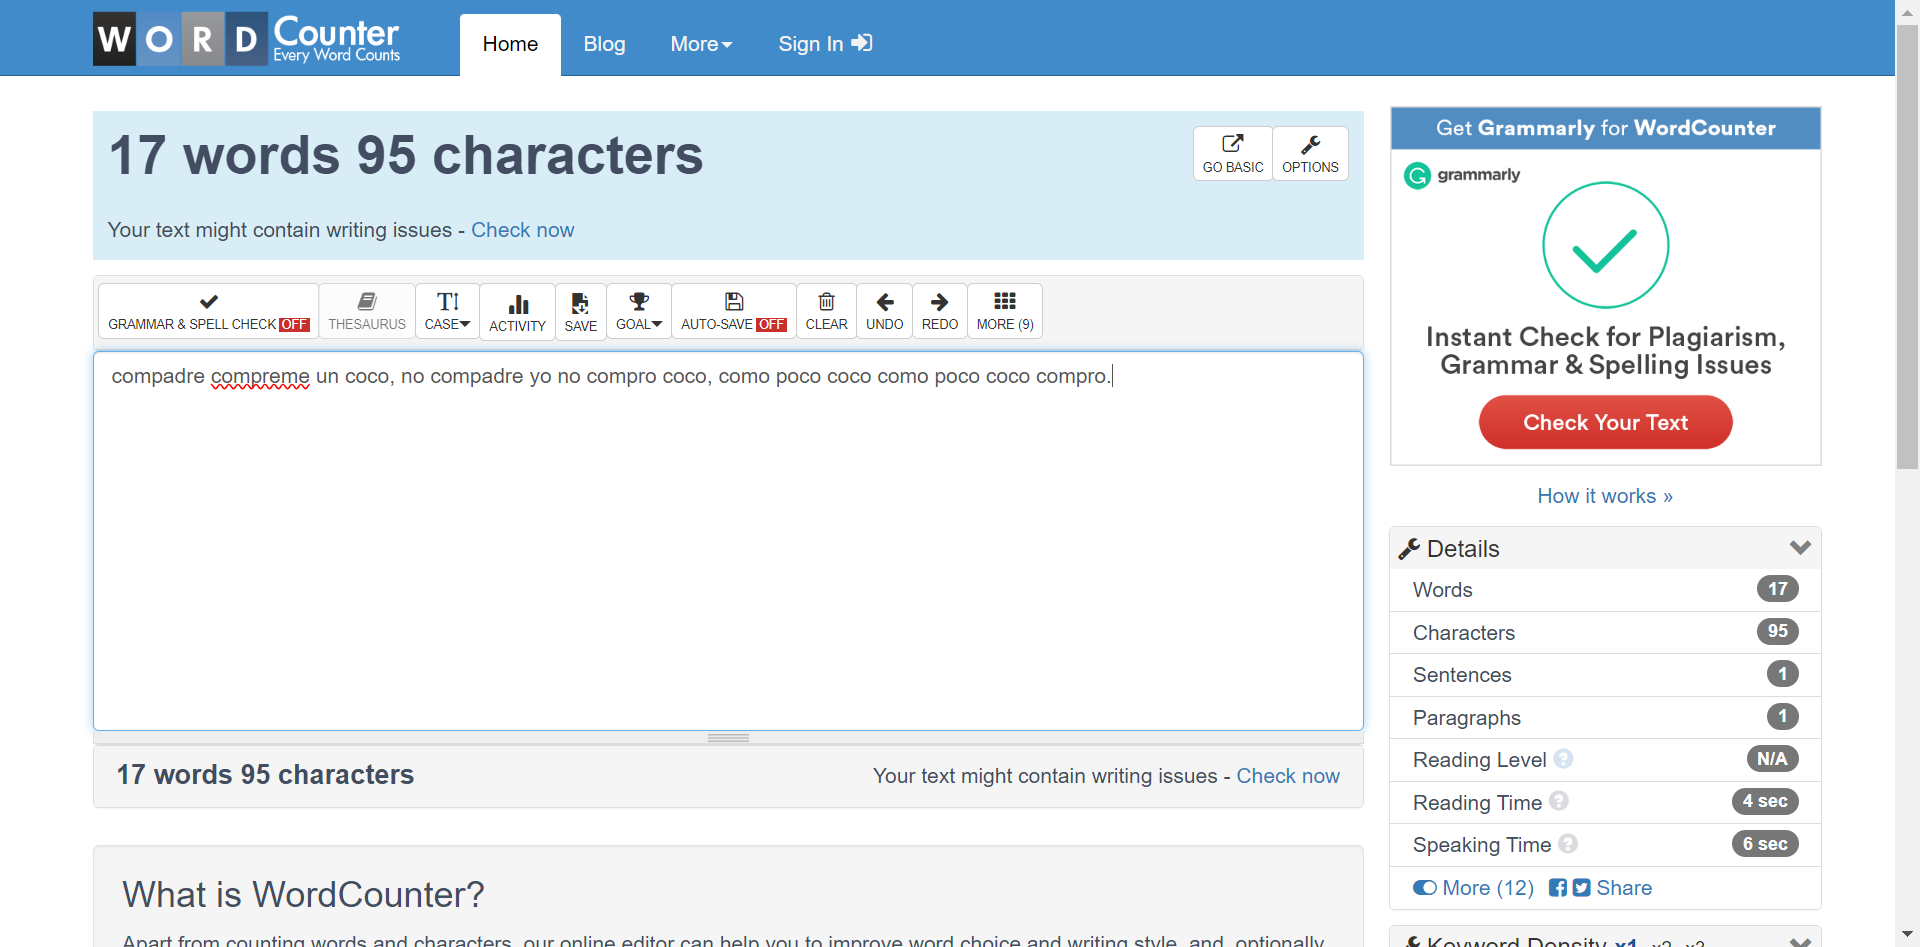 WORD Counter
Every Word Counts
Home Blog More Sign In
17 words 95 characters
GO BASIC OPTIONS
Your text might contain writing issues - Check now
GRAMMAR & SPELL CHECK OFF THESAURUS CASE ACTIVITY SAVE GOAL AUTO-SAVE OFF CLEAR UNDO REDO MORE (9)
compadre compreme un coco, no compadre yo no compro coco, como poco coco como poco coco compro.
17 words 95 characters Your text might contain writing issues - Check now
What is WordCounter?
Apart from counting words and characters, our online editor can help you to improve word choice and writing style, and, optionally,
Get Grammarly for WordCounter
grammarly
Instant Check for Plagiarism,
Grammar & Spelling Issues
Check Your Text
How it works »
Details
Words 17
Characters 95
Sentences 1
Paragraphs 1
Reading Level ? N/A
Reading Time ? 4 sec
Speaking Time ? 6 sec
More (12) Share
Keyword Density x1 x2 x3